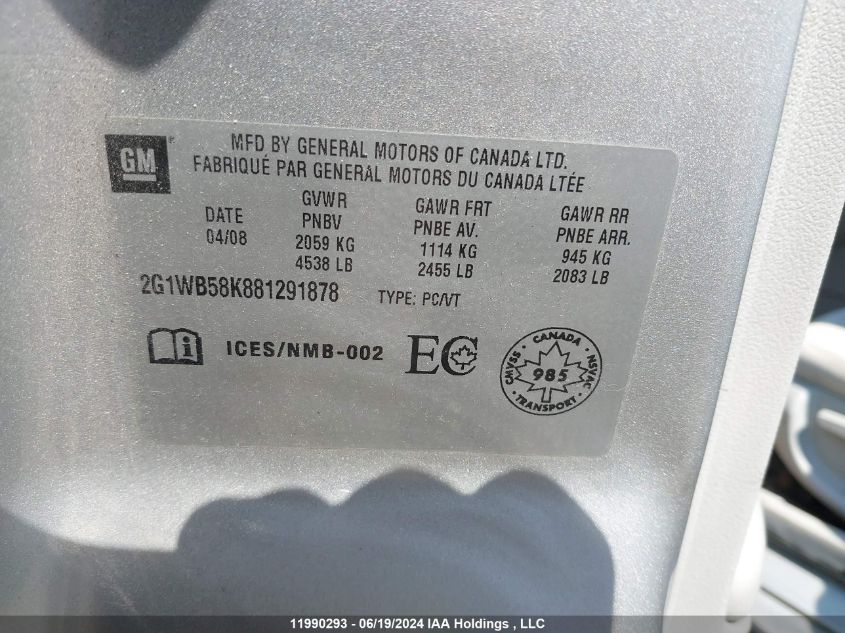 GM
MFD BY GENERAL MOTORS OF CANADA LTD.
FABRIQUÉ PAR GENERAL MOTORS DU CANADA LTÉE
DATE
04/08
GVWR
PNBV
2059 KG
4538 LB
GAWR FRT
PNBE AV.
1114 KG
2455 LB
GAWR RR
PNBE ARR.
945 KG
2083 LB
2G1WB58K881291878 TYPE: PC/VT
i ICES/NMB-002 EC
CANADA
CMVSS 985 NSVAC
TRANSPORT
11990293 - 06/19/2024 IAA Holdings , LLC